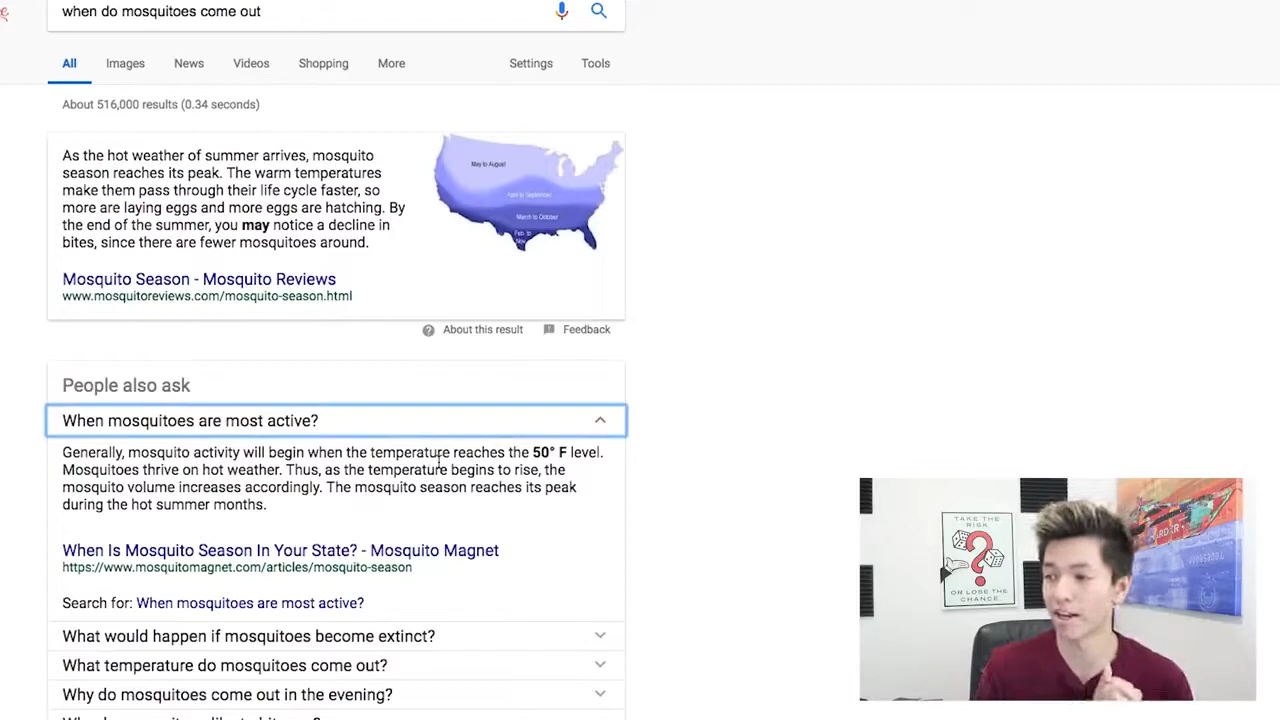 when do mosquitoes come out
All
Images
News
Videos
Shopping
More
Settings
Tools
About 516,000 results (0.34 seconds)
As the hot weather of summer arrives, mosquito
season reaches its peak. The warm temperatures
make them pass through their life cycle faster, so
more are laying eggs and more eggs are hatching. By
the end of the summer, you may notice a decline in
bites, since there are fewer mosquitoes around.
May to August
April to September
March to October
Feb. to
Nov.
Mosquito Season - Mosquito Reviews
www.mosquitoreviews.com/mosquito-season.html
About this result
Feedback
People also ask
When mosquitoes are most active?
Generally, mosquito activity will begin when the temperature reaches the 50° F level.
Mosquitoes thrive on hot weather. Thus, as the temperature begins to rise, the
mosquito volume increases accordingly. The mosquito season reaches its peak
during the hot summer months.
When Is Mosquito Season In Your State? - Mosquito Magnet
https://www.mosquitomagnet.com/articles/mosquito-season
Search for: When mosquitoes are most active?
What would happen if mosquitoes become extinct?
What temperature do mosquitoes come out?
Why do mosquitoes come out in the evening?
TAKE THE
RISK
OR LOSE THE
CHANCE.